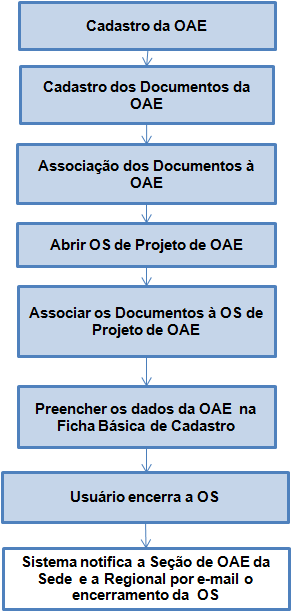 Cadastro da OAE
Cadastro dos Documentos da
OAE
Associação dos Documentos à
OAE
Abrir OS de Projeto de OAE
Associar os Documentos à OS de
Projeto de OAE
Preencher os dados da OAE na
Ficha Básica de Cadastro
Usuário encerra a OS
Sistema notifica a Seção de OAE da
Sede e a Regional por e-mail o
encerramento da OS